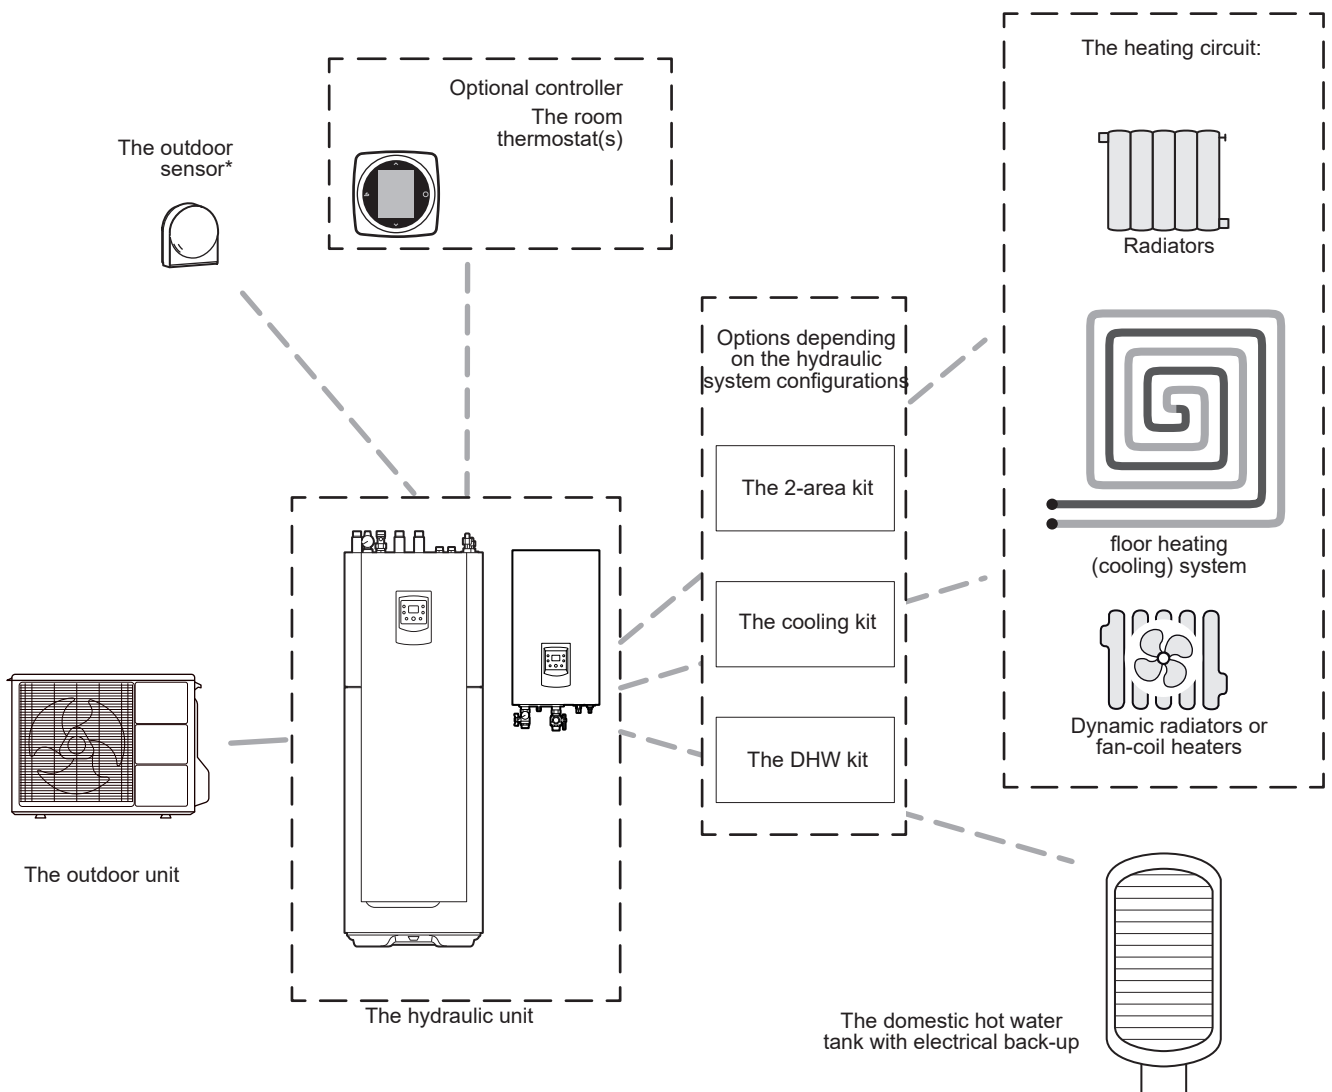 The heating circuit:
Optional controller
The room
thermostat(s)
The outdoor
sensor*
Radiators
Options depending
on the hydraulic
system configurations
The 2-area kit
floor heating
(cooling) system
The cooling kit
Dynamic radiators or
fan-coil heaters
The DHW kit
The outdoor unit
The hydraulic unit
The domestic hot water
tank with electrical back-up